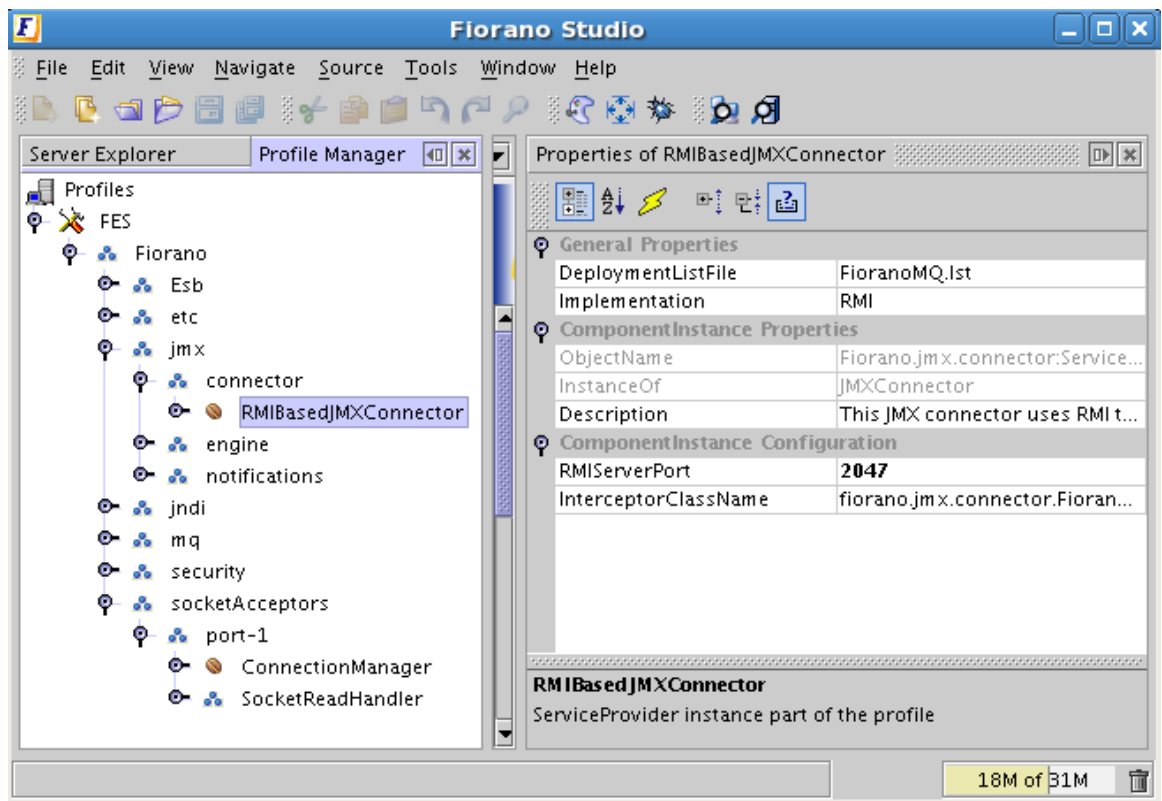 Fiorano Studio
File Edit View Navigate Source Tools Window Help
Server Explorer Profile Manager
Profiles
FES
Fiorano
Esb
etc
jmx
connector
RMIBasedJMXConnector
engine
notifications
jndi
mq
security
socketAcceptors
port-1
ConnectionManager
SocketReadHandler
Properties of RMIBasedJMXConnector
General Properties
DeploymentListFile FioranoMQ.lst
Implementation RMI
ComponentInstance Properties
ObjectName Fiorano.jmx.connector:Service...
InstanceOf JMXConnector
Description This JMX connector uses RMI t...
ComponentInstance Configuration
RMIServerPort 2047
InterceptorClassName fiorano.jmx.connector.Fioran...
RMIBasedJMXConnector
ServiceProvider instance part of the profile
18M of 31M